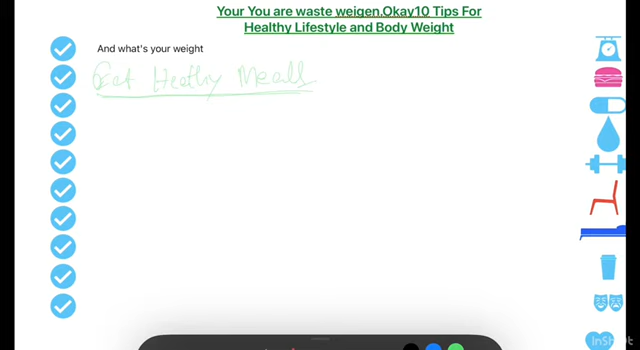 Your You are waste weigen,Okay10 Tips For
Healthy Lifestyle and Body Weight
And what's your weight
Eat Healthy Meals
InShot